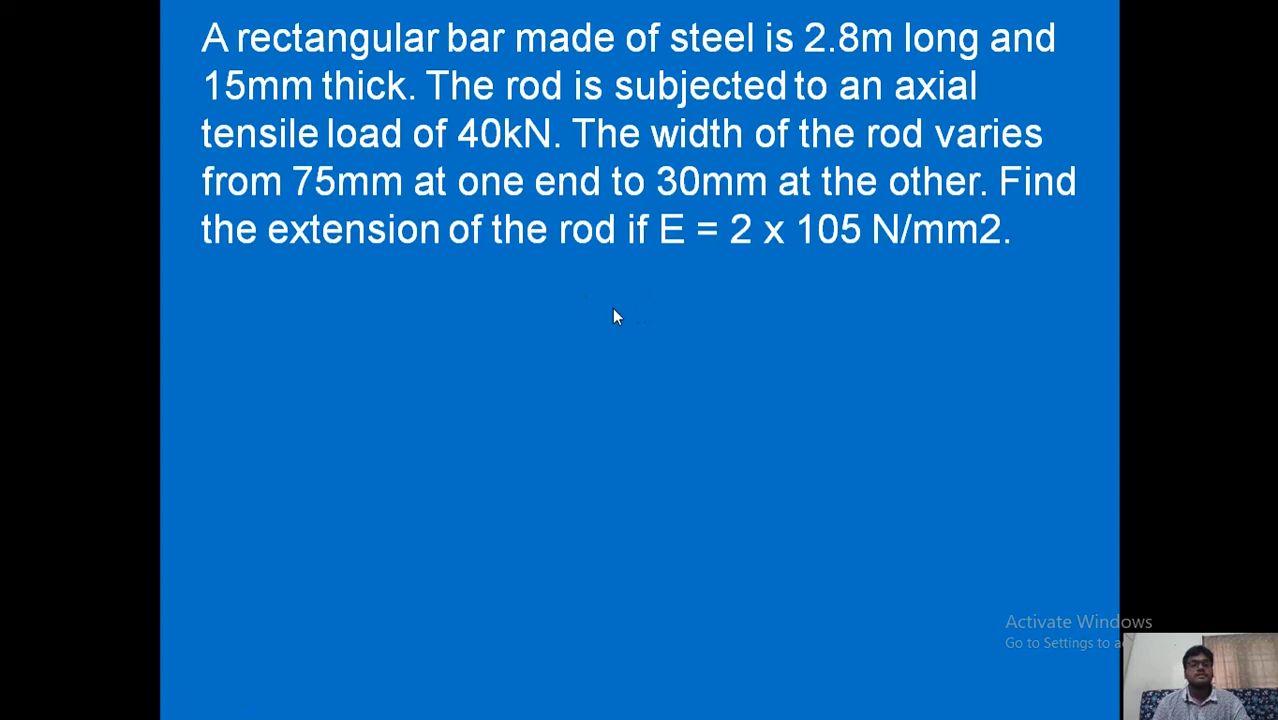 A rectangular bar made of steel is 2.8m long and
15mm thick. The rod is subjected to an axial
tensile load of 40kN. The width of the rod varies
from 75mm at one end to 30mm at the other. Find
the extension of the rod if E = 2 x 105 N/mm2.
Activate Windows
Go to Settings to